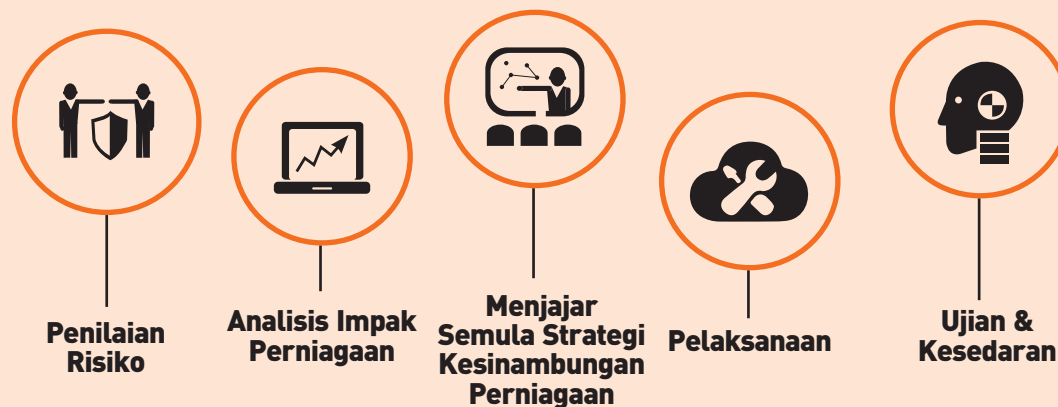 Penilaian
Risiko
Analisis Impak
Perniagaan
Menjajar
Semula Strategi
Kesinambungan
Perniagaan
Pelaksanaan
Ujian &
Kesedaran